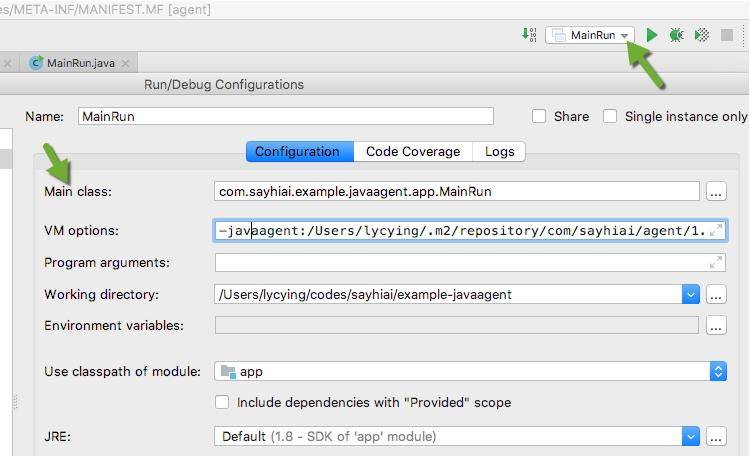 es/META-INF/MANIFEST.MF [agent]
MainRun
MainRun.java
Run/Debug Configurations
Name: MainRun Share Single instance only
Configuration Code Coverage Logs
Main class: com.sayhiai.example.javaagent.app.MainRun ...
VM options: -javaagent:/Users/lycying/.m2/repository/com/sayhiai/agent/1.
Program arguments:
Working directory: /Users/lycying/codes/sayhiai/example-javaagent ...
Environment variables: ...
Use classpath of module: app
Include dependencies with "Provided" scope
JRE: Default (1.8 - SDK of 'app' module) ...